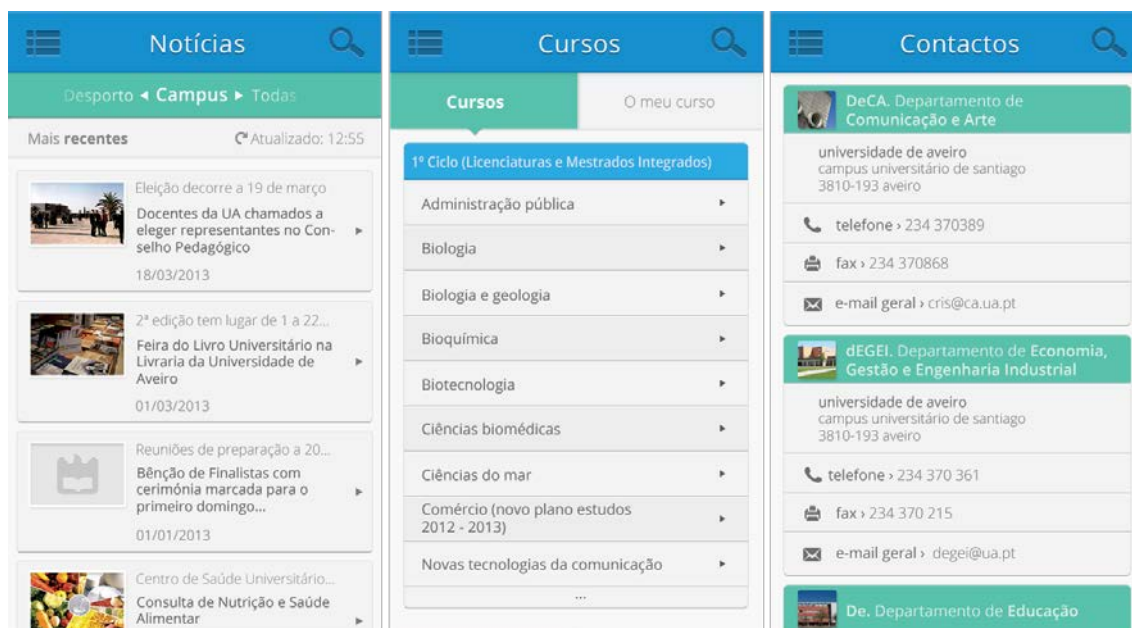 Notícias
Desporto ◂ Campus ▸ Todas
Mais recentes
Atualizado: 12:55
Eleição decorre a 19 de março
Docentes da UA chamados a
eleger representantes no Con-
selho Pedagógico
18/03/2013
2ª edição tem lugar de 1 a 22...
Feira do Livro Universitário na
Livraria da Universidade de
Aveiro
01/03/2013
Reuniões de preparação a 20...
Bênção de Finalistas com
cerimónia marcada para o
primeiro domingo...
01/01/2013
Centro de Saúde Universitário...
Consulta de Nutrição e Saúde
Alimentar
Cursos
Cursos
O meu curso
1º Ciclo (Licenciaturas e Mestrados Integrados)
Administração pública
Biologia
Biologia e geologia
Bioquímica
Biotecnologia
Ciências biomédicas
Ciências do mar
Comércio (novo plano estudos
2012 - 2013)
Novas tecnologias da comunicação
...
Contactos
DeCA. Departamento de
Comunicação e Arte
universidade de aveiro
campus universitário de santiago
3810-193 aveiro
telefone › 234 370389
fax › 234 370868
e-mail geral › cris@ca.ua.pt
dEGEI. Departamento de Economia,
Gestão e Engenharia Industrial
universidade de aveiro
campus universitário de santiago
3810-193 aveiro
telefone › 234 370 361
fax › 234 370 215
e-mail geral › degei@ua.pt
De. Departamento de Educação